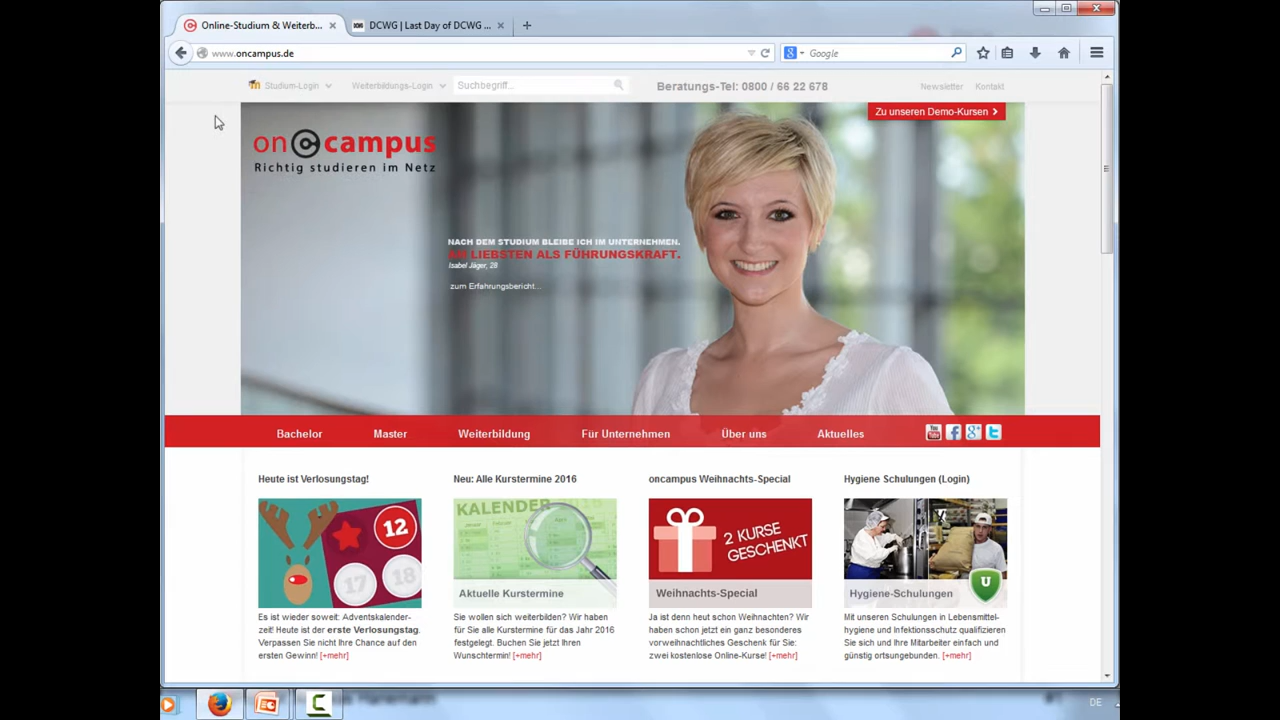 Online-Studium & Weiterb...
DCWG | Last Day of DCWG ...
www.oncampus.de
Google
Studium-Login
Weiterbildungs-Login
Suchbegriff...
Beratungs-Tel: 0800 / 66 22 678
Newsletter
Kontakt
Zu unseren Demo-Kursen
on campus
Richtig studieren im Netz
NACH DEM STUDIUM BLEIBE ICH IM UNTERNEHMEN.
AM LIEBSTEN ALS FÜHRUNGSKRAFT.
Isabel Jäger, 28
zum Erfahrungsbericht...
Bachelor
Master
Weiterbildung
Für Unternehmen
Über uns
Aktuelles
You Tube
Heute ist Verlosungstag!
12
17
18
Es ist wieder soweit: Adventskalender-
zeit! Heute ist der erste Verlosungstag.
Verpassen Sie nicht Ihre Chance auf den
ersten Gewinn! [+mehr]
Neu: Alle Kurstermine 2016
KALENDER
Aktuelle Kurstermine
Sie wollen sich weiterbilden? Wir haben
für Sie alle Kurstermine für das Jahr 2016
festgelegt. Buchen Sie jetzt Ihren
Wunschtermin! [+mehr]
oncampus Weihnachts-Special
2 KURSE
GESCHENKT
Weihnachts-Special
Ja ist denn heut schon Weihnachten? Wir
haben schon jetzt ein ganz besonderes
vorweihnachtliches Geschenk für Sie:
zwei kostenlose Online-Kurse! [+mehr]
Hygiene Schulungen (Login)
U
Hygiene-Schulungen
Mit unseren Schulungen in Lebensmittel-
hygiene und Infektionsschutz qualifizieren
Sie sich und Ihre Mitarbeiter einfach und
günstig ortsungebunden. [+mehr]
DE